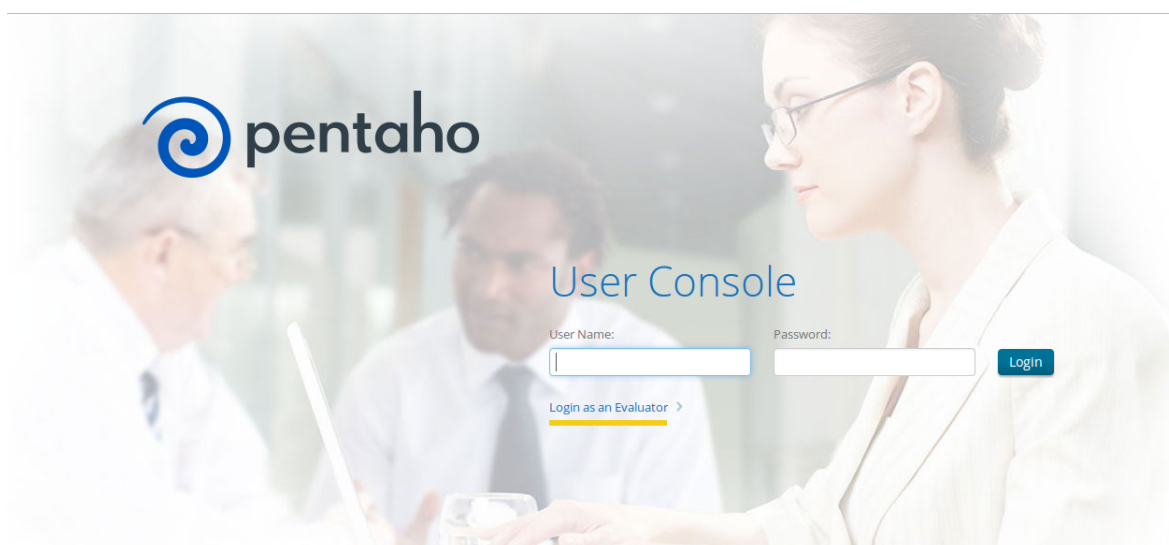 pentaho
User Console
User Name:
Password:
Login
Login as an Evaluator